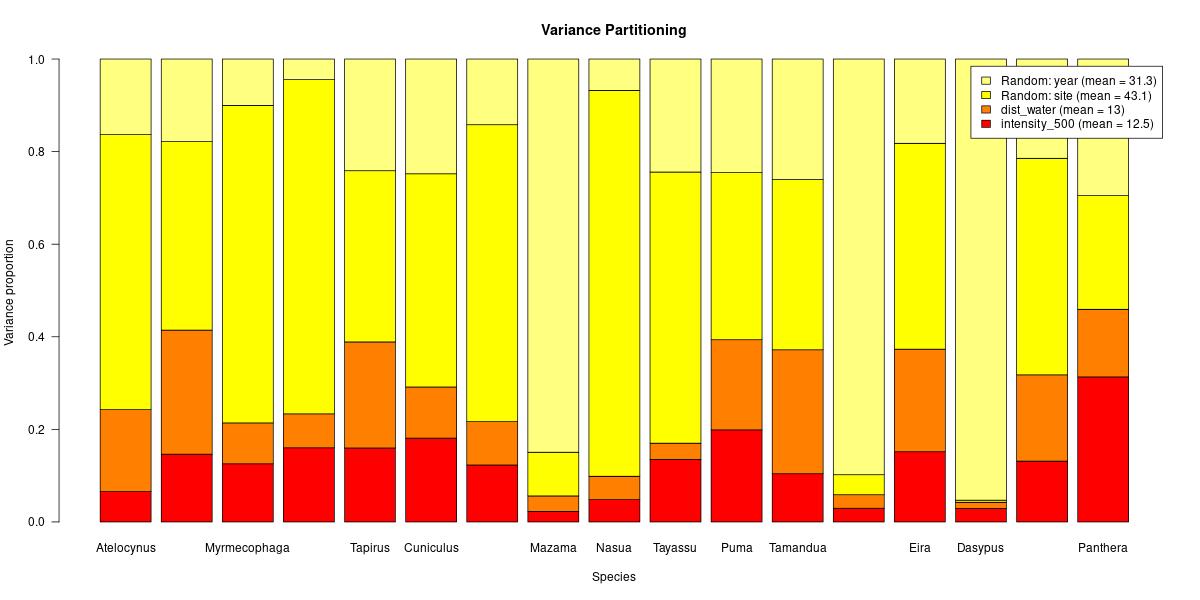 Variance Partitioning
1.0
0.8
0.6
0.4
0.2
0.0
Variance proportion
Random: year (mean = 31.3)
Random: site (mean = 43.1)
dist_water (mean = 13)
intensity_500 (mean = 12.5)
Atelocynus Myrmecophaga Tapirus Cuniculus Mazama Nasua Tayassu Puma Tamandua Eira Dasypus Panthera
Species